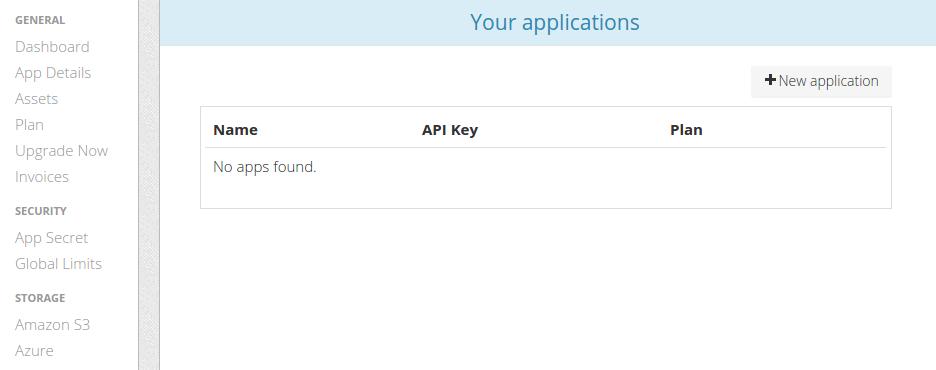 GENERAL
Dashboard
App Details
Assets
Plan
Upgrade Now
Invoices
SECURITY
App Secret
Global Limits
STORAGE
Amazon S3
Azure
Your applications
+New application
Name API Key Plan
No apps found.